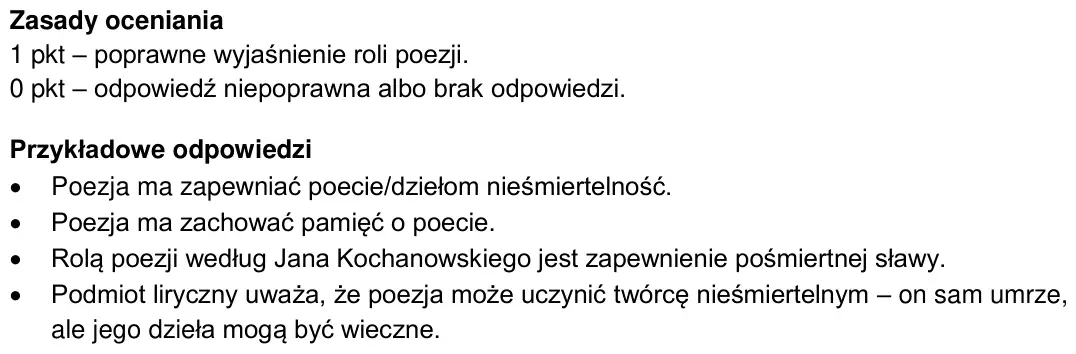 Zasady oceniania
1 pkt – poprawne wyjaśnienie roli poezji.
0 pkt – odpowiedź niepoprawna albo brak odpowiedzi.
Przykładowe odpowiedzi
• Poezja ma zapewniać poecie/dziełom nieśmiertelność.
• Poezja ma zachować pamięć o poecie.
• Rolą poezji według Jana Kochanowskiego jest zapewnienie pośmiertnej sławy.
• Podmiot liryczny uważa, że poezja może uczynić twórcę nieśmiertelnym – on sam umrze,
ale jego dzieła mogą być wieczne.